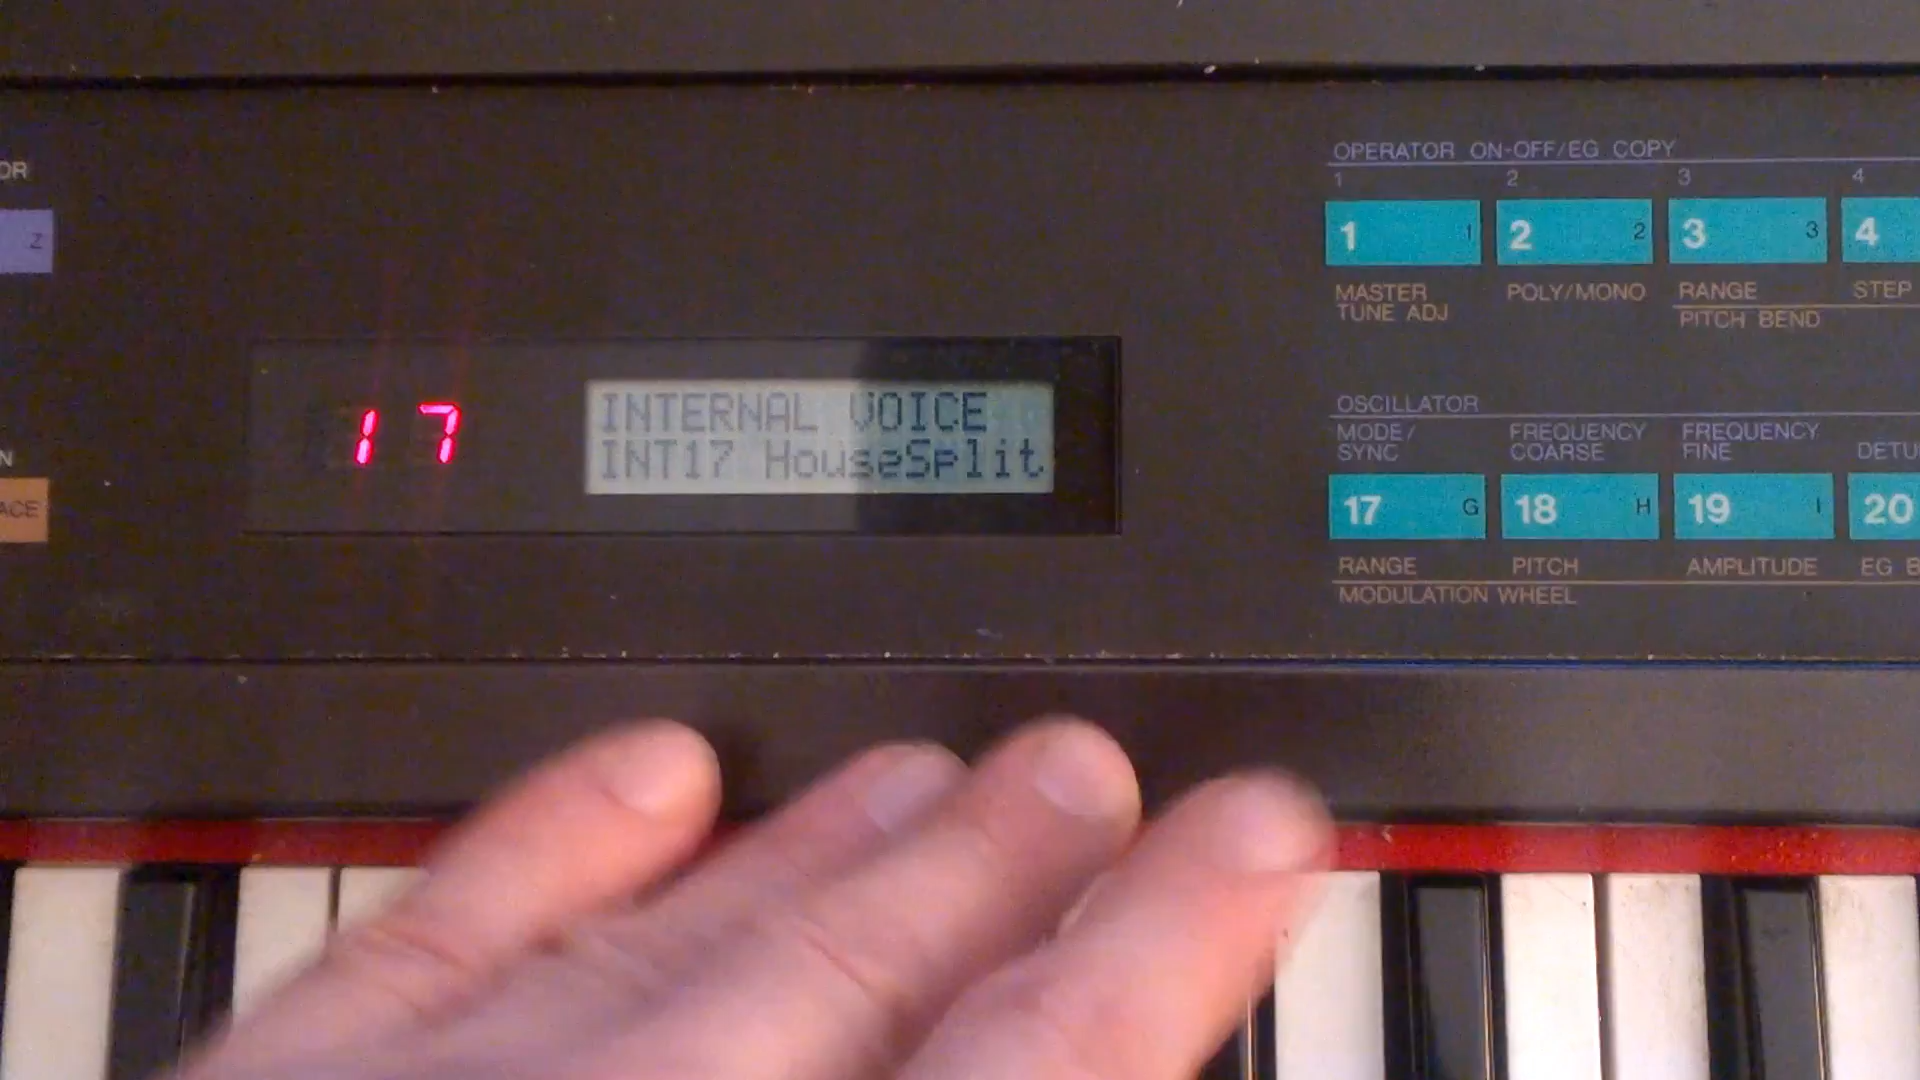 OPERATOR ON-OFF/EG COPY
1 2 3 4
Z
1 1 2 2 3 3 4
MASTER TUNE ADJ
POLY/MONO
RANGE
PITCH BEND
STEP
17
INTERNAL VOICE
INT17 HouseSplit
OSCILLATOR
MODE/SYNC
FREQUENCY COARSE
FREQUENCY FINE
17 G 18 H 19 I 20
RANGE PITCH AMPLITUDE EG
MODULATION WHEEL